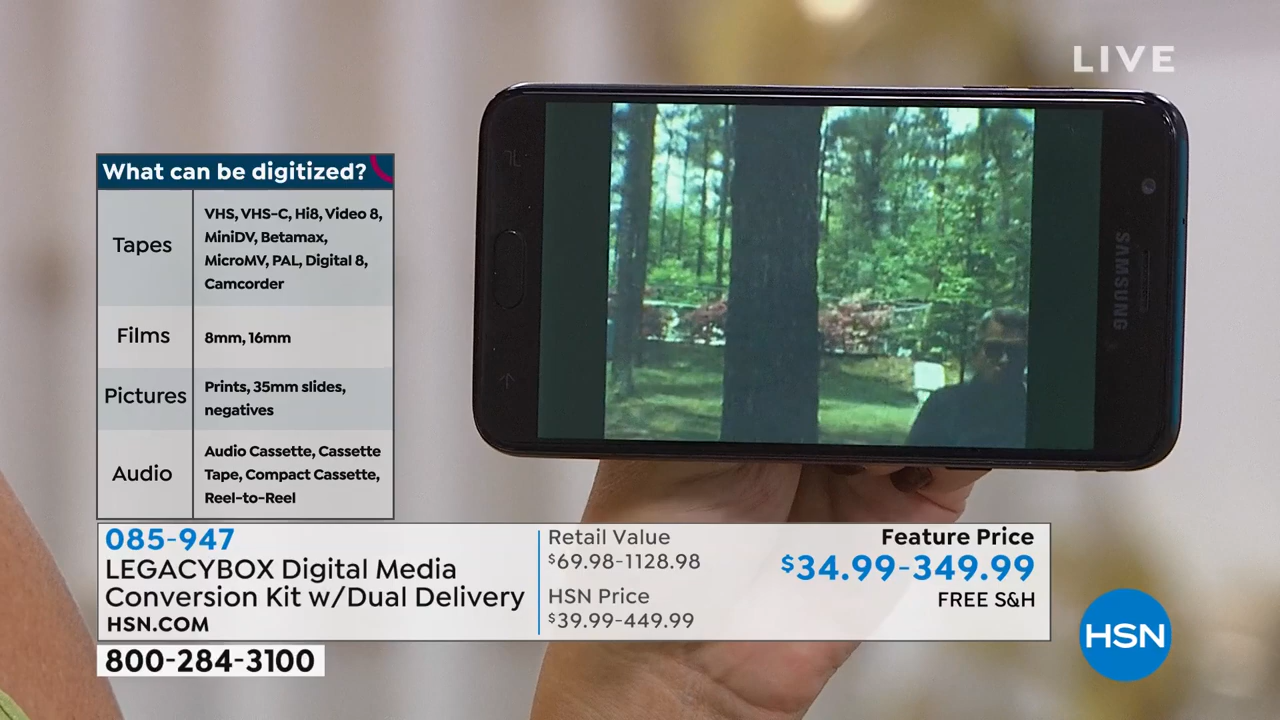 LIVE
What can be digitized?
Tapes
VHS, VHS-C, Hi8, Video 8,
MiniDV, Betamax,
MicroMV, PAL, Digital 8,
Camcorder
Films
8mm, 16mm
Pictures
Prints, 35mm slides,
negatives
Audio
Audio Cassette, Cassette
Tape, Compact Cassette,
Reel-to-Reel
SAMSUNG
085-947
LEGACYBOX Digital Media
Conversion Kit w/Dual Delivery
HSN.COM
Retail Value
$69.98-1128.98
HSN Price
$39.99-449.99
Feature Price
$34.99-349.99
FREE S&H
800-284-3100
HSN